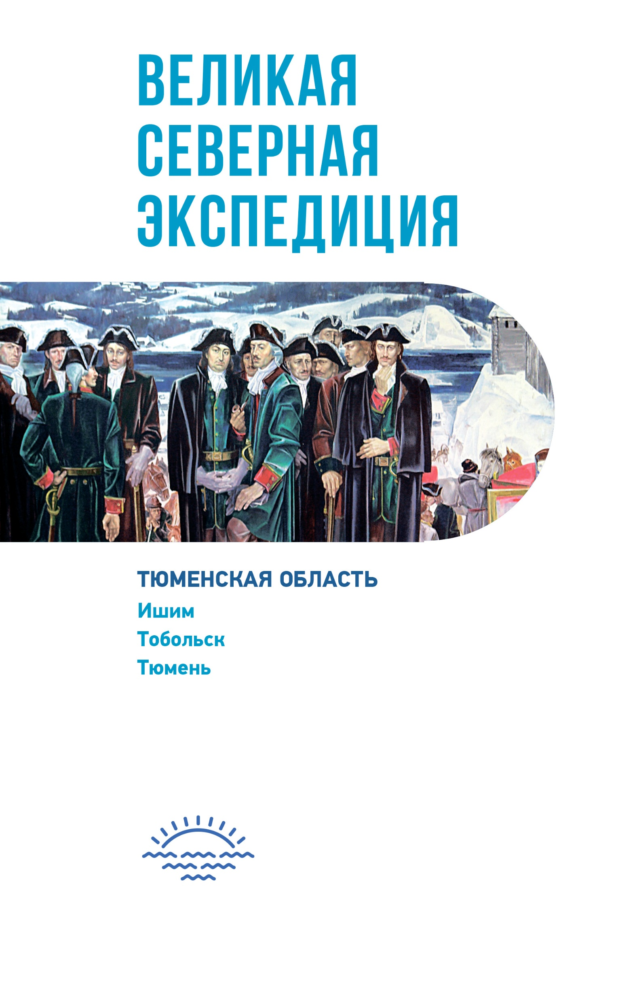 ВЕЛИКАЯ
СЕВЕРНАЯ
ЭКСПЕДИЦИЯ
ТЮМЕНСКАЯ ОБЛАСТЬ
Ишим
Тобольск
Тюмень